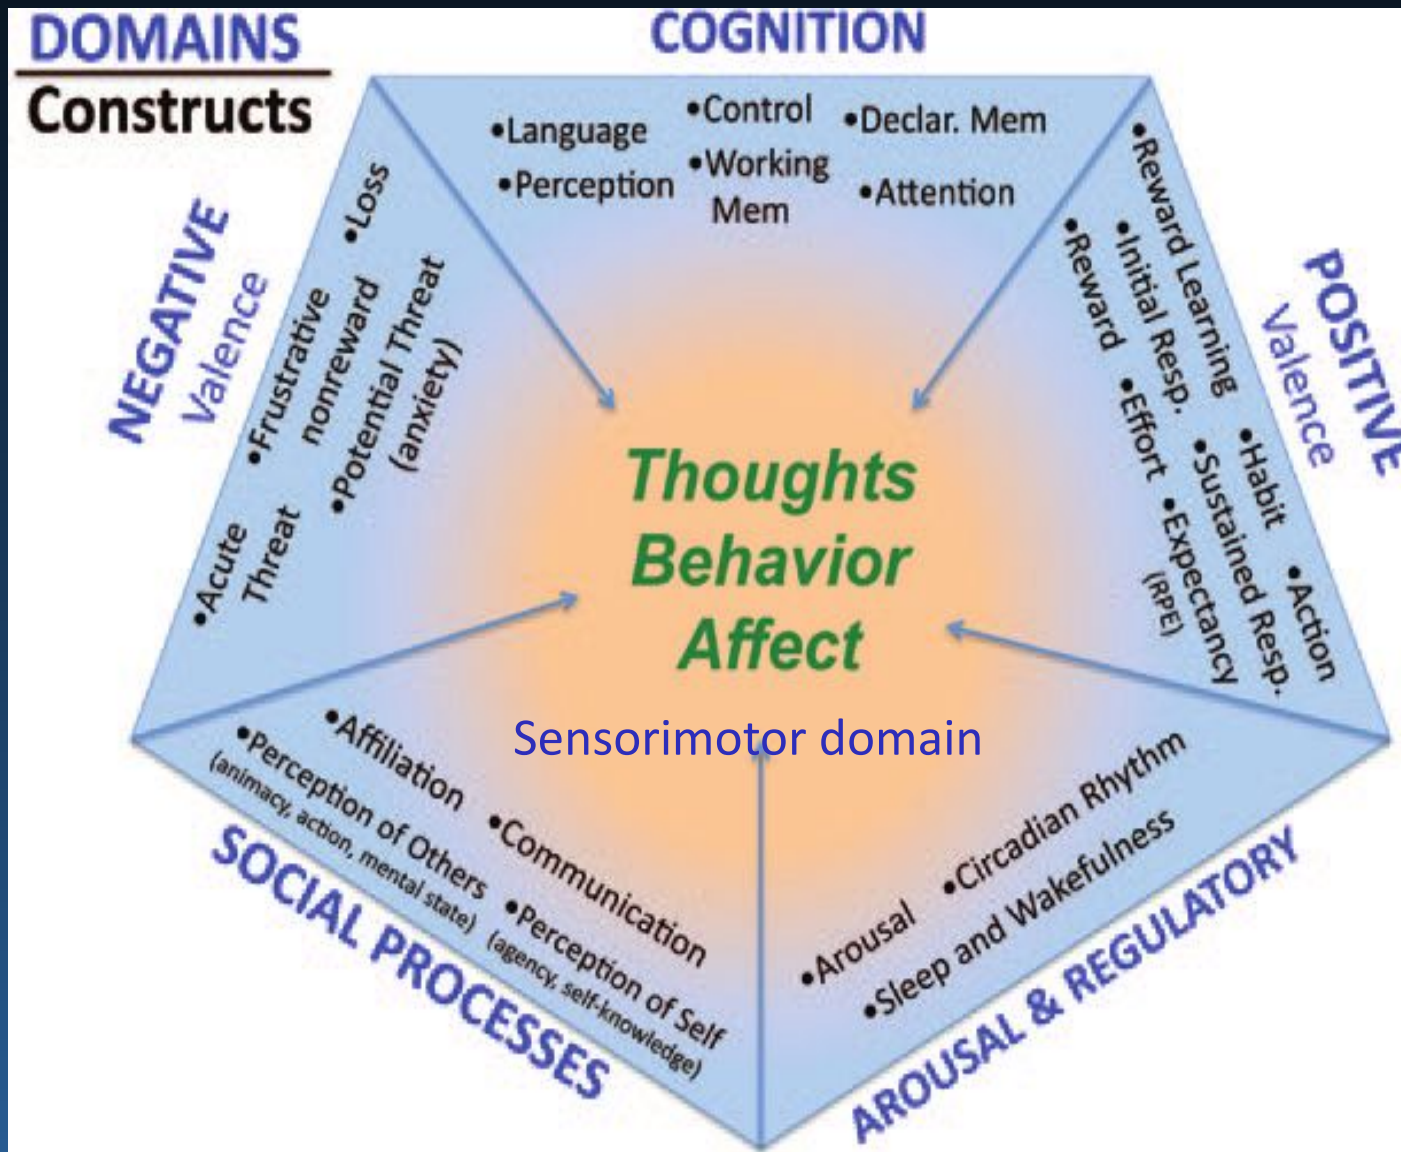 DOMAINS
Constructs
COGNITION
•Language
•Perception
•Control
•Working
Mem
•Declar. Mem
•Attention
NEGATIVE
Valence
•Loss
•Frustrative
nonreward
•Potential Threat
(anxiety)
•Acute
Threat
POSITIVE
Valence
•Reward Learning
•Initial Resp.
•Reward
•Effort
•Habit
•Sustained Resp.
•Expectancy
(RPE)
•Action
Thoughts
Behavior
Affect
Sensorimotor domain
SOCIAL PROCESSES
•Affiliation
•Perception of Others
(animacy, action, mental state)
•Communication
•Perception of Self
(agency, self-knowledge)
AROUSAL & REGULATORY
•Circadian Rhythm
•Arousal
•Sleep and Wakefulness